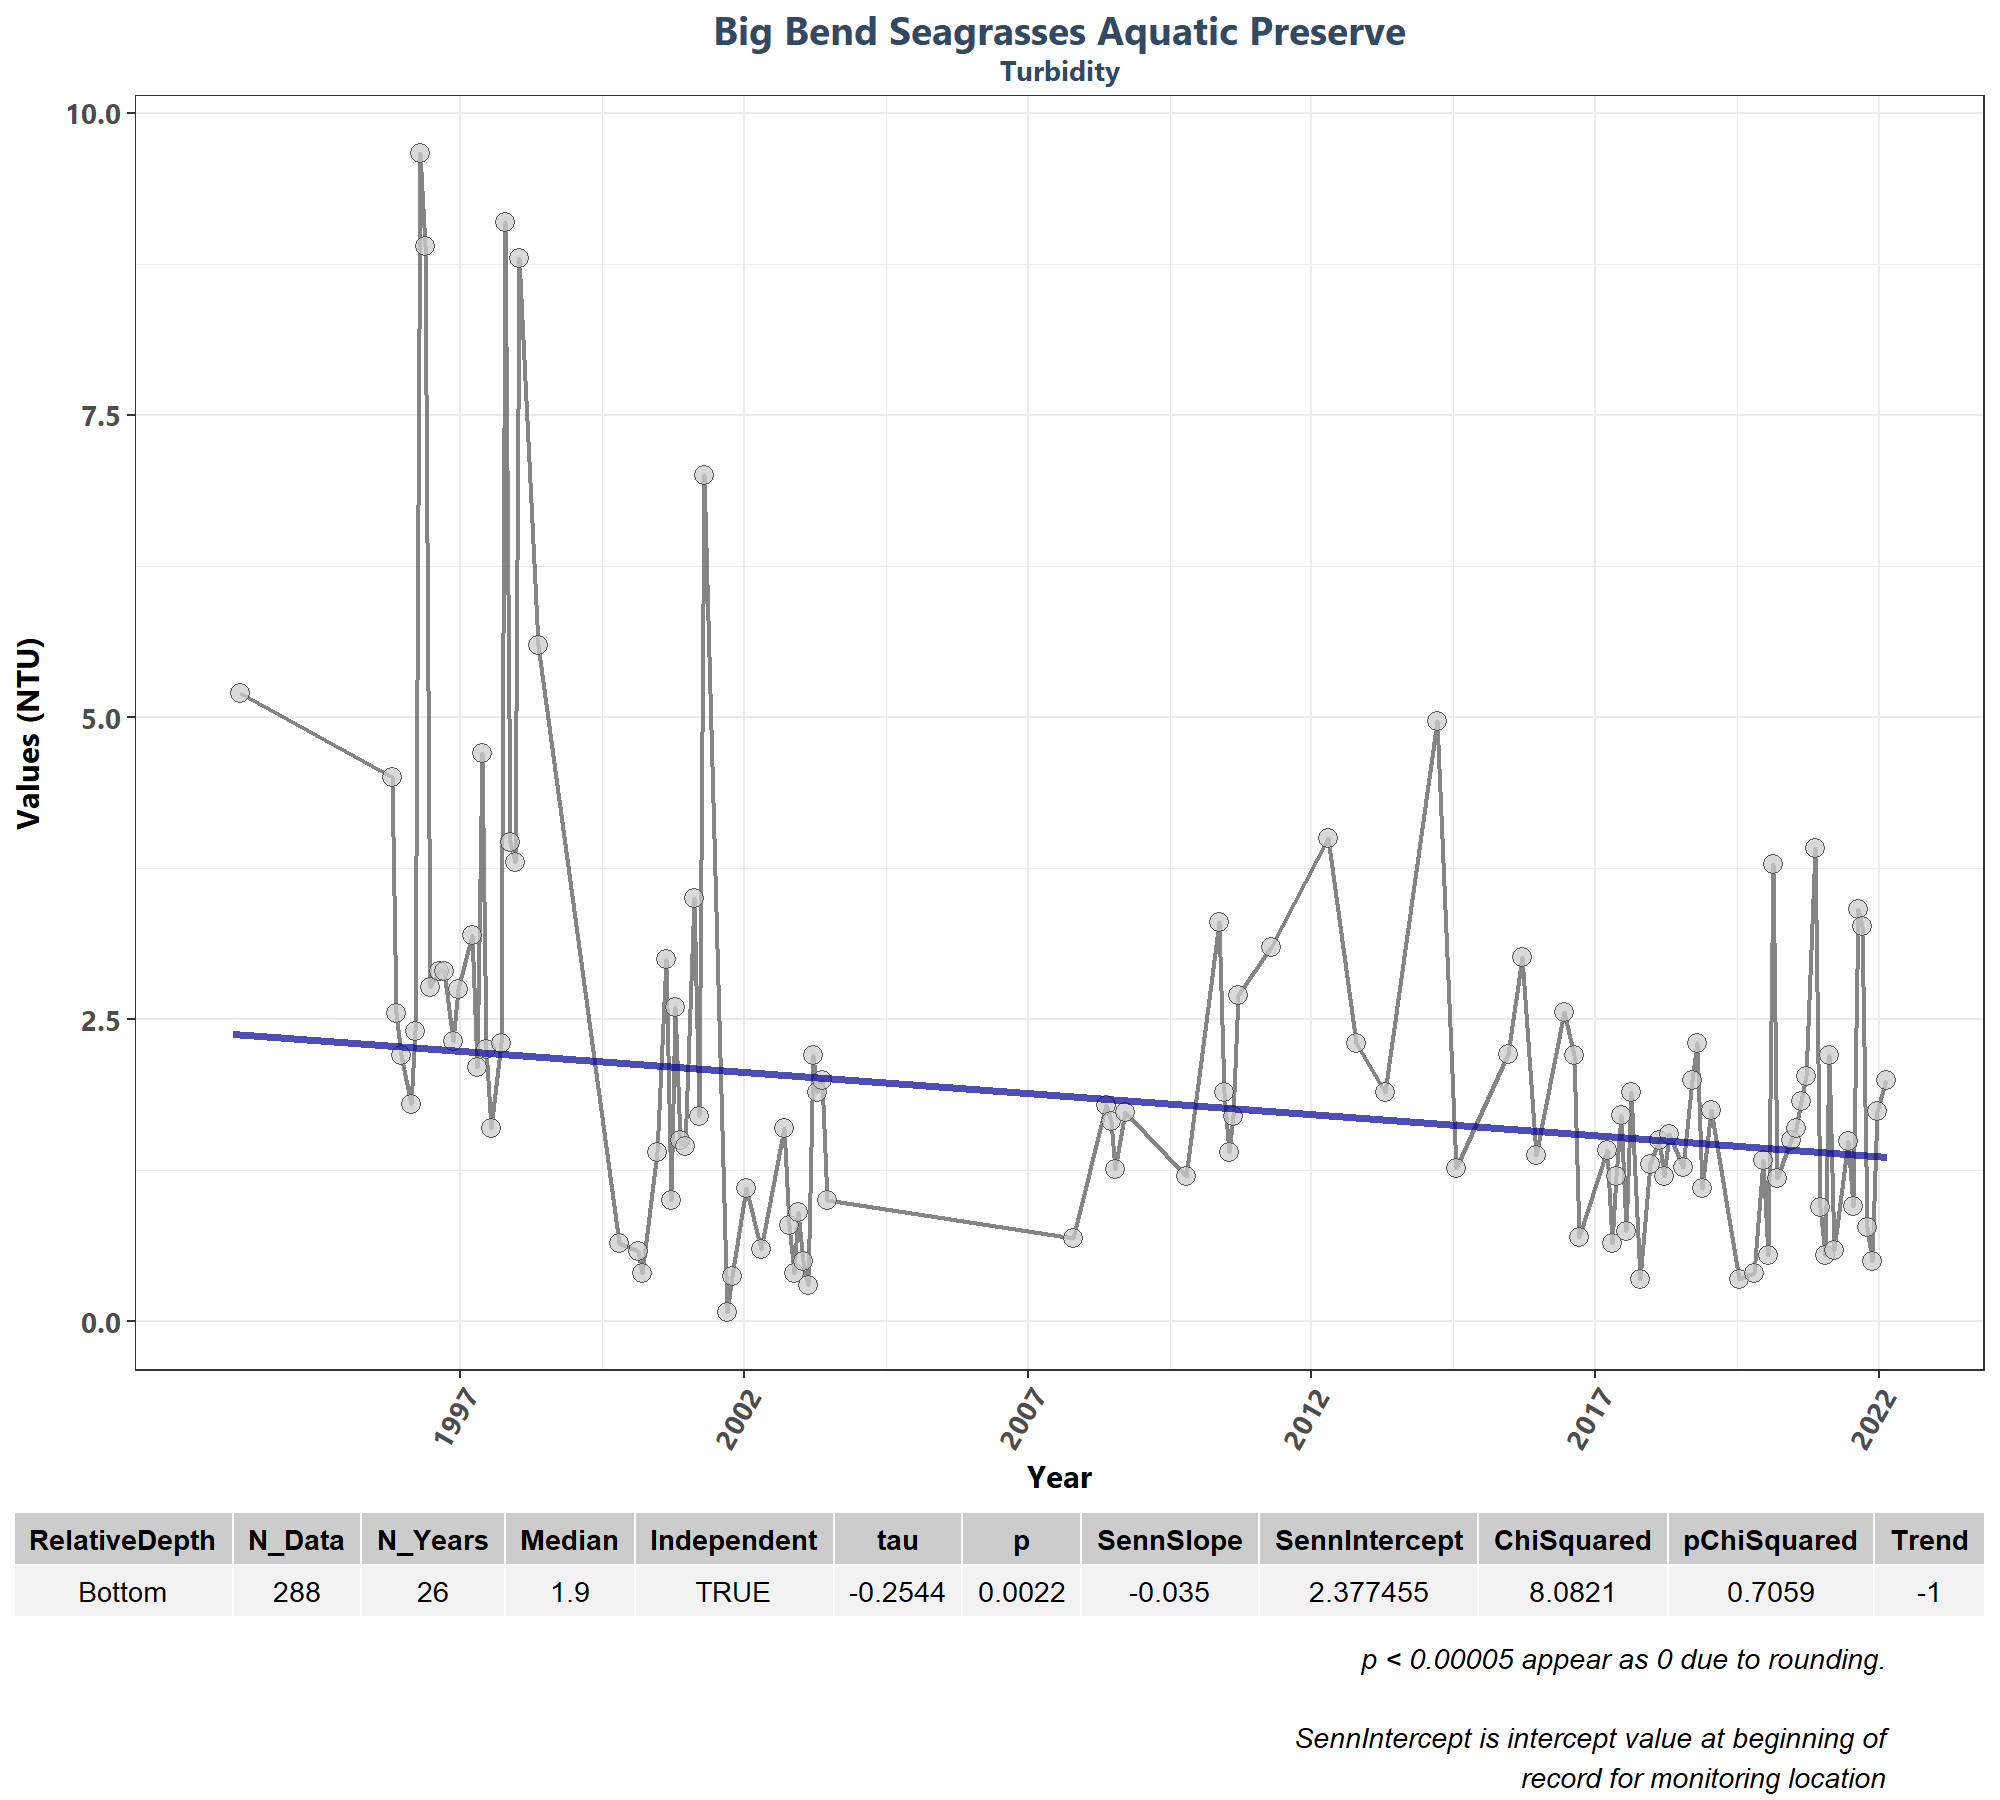 Big Bend Seagrasses Aquatic Preserve
Turbidity
10.0
7.5
5.0
2.5
0.0
Values (NTU)
1997 2002 2007 2012 2017 2022
Year
RelativeDepth N_Data N_Years Median Independent tau p SennSlope SennIntercept ChiSquared pChiSquared Trend
Bottom 288 26 1.9 TRUE -0.2544 0.0022 -0.035 2.377455 8.0821 0.7059 -1
p < 0.00005 appear as 0 due to rounding.
SennIntercept is intercept value at beginning of
record for monitoring location